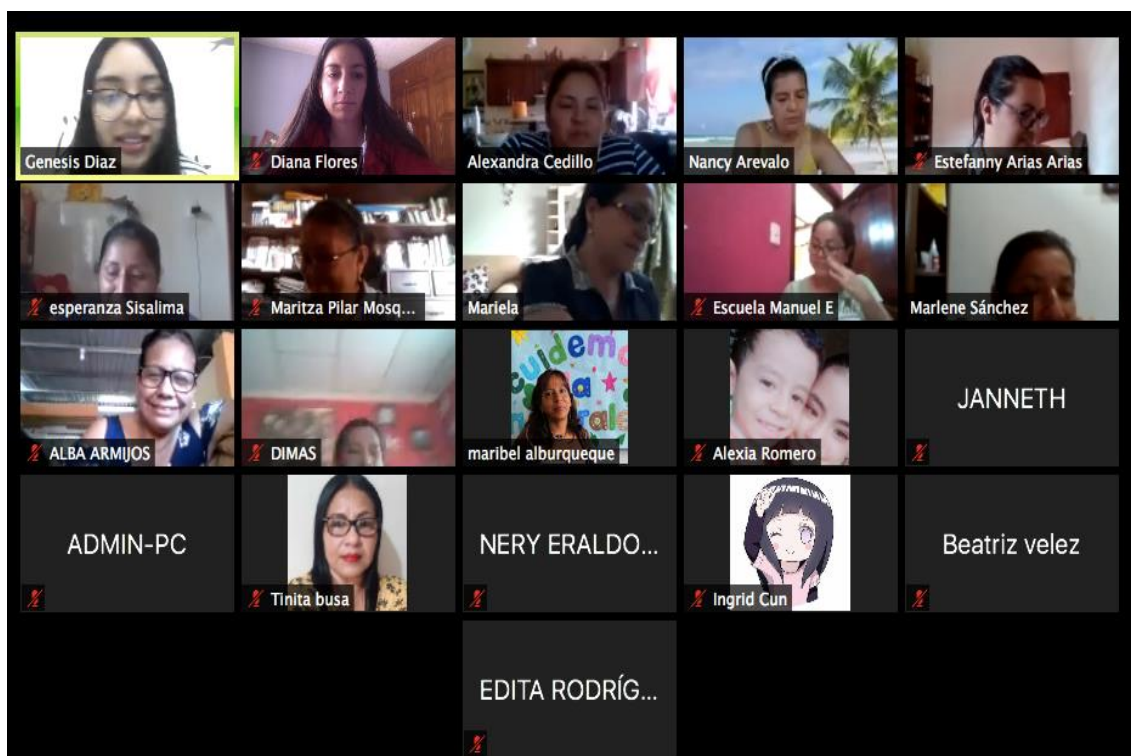 Genesis Diaz
Diana Flores
Alexandra Cedillo
Nancy Arevalo
Estefanny Arias Arias
esperanza Sisalima
Maritza Pilar Mosq...
Mariela
Escuela Manuel E
Marlene Sánchez
ALBA ARMIJOS
DIMAS
cuidemo
maribel alburqueque
Alexia Romero
JANNETH
ADMIN-PC
Tinita busa
NERY ERALDO...
Ingrid Cun
Beatriz velez
EDITA RODRÍG...